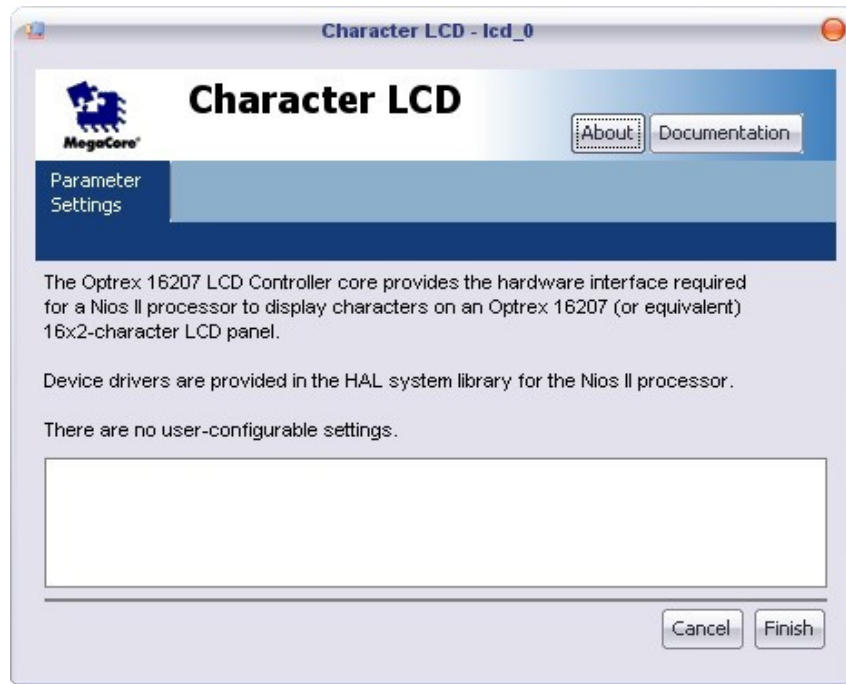 Character LCD - lcd_0
MegaCore®
Character LCD
About
Documentation
Parameter
Settings
The Optrex 16207 LCD Controller core provides the hardware interface required
for a Nios II processor to display characters on an Optrex 16207 (or equivalent)
16x2-character LCD panel.
Device drivers are provided in the HAL system library for the Nios II processor.
There are no user-configurable settings.
Cancel
Finish